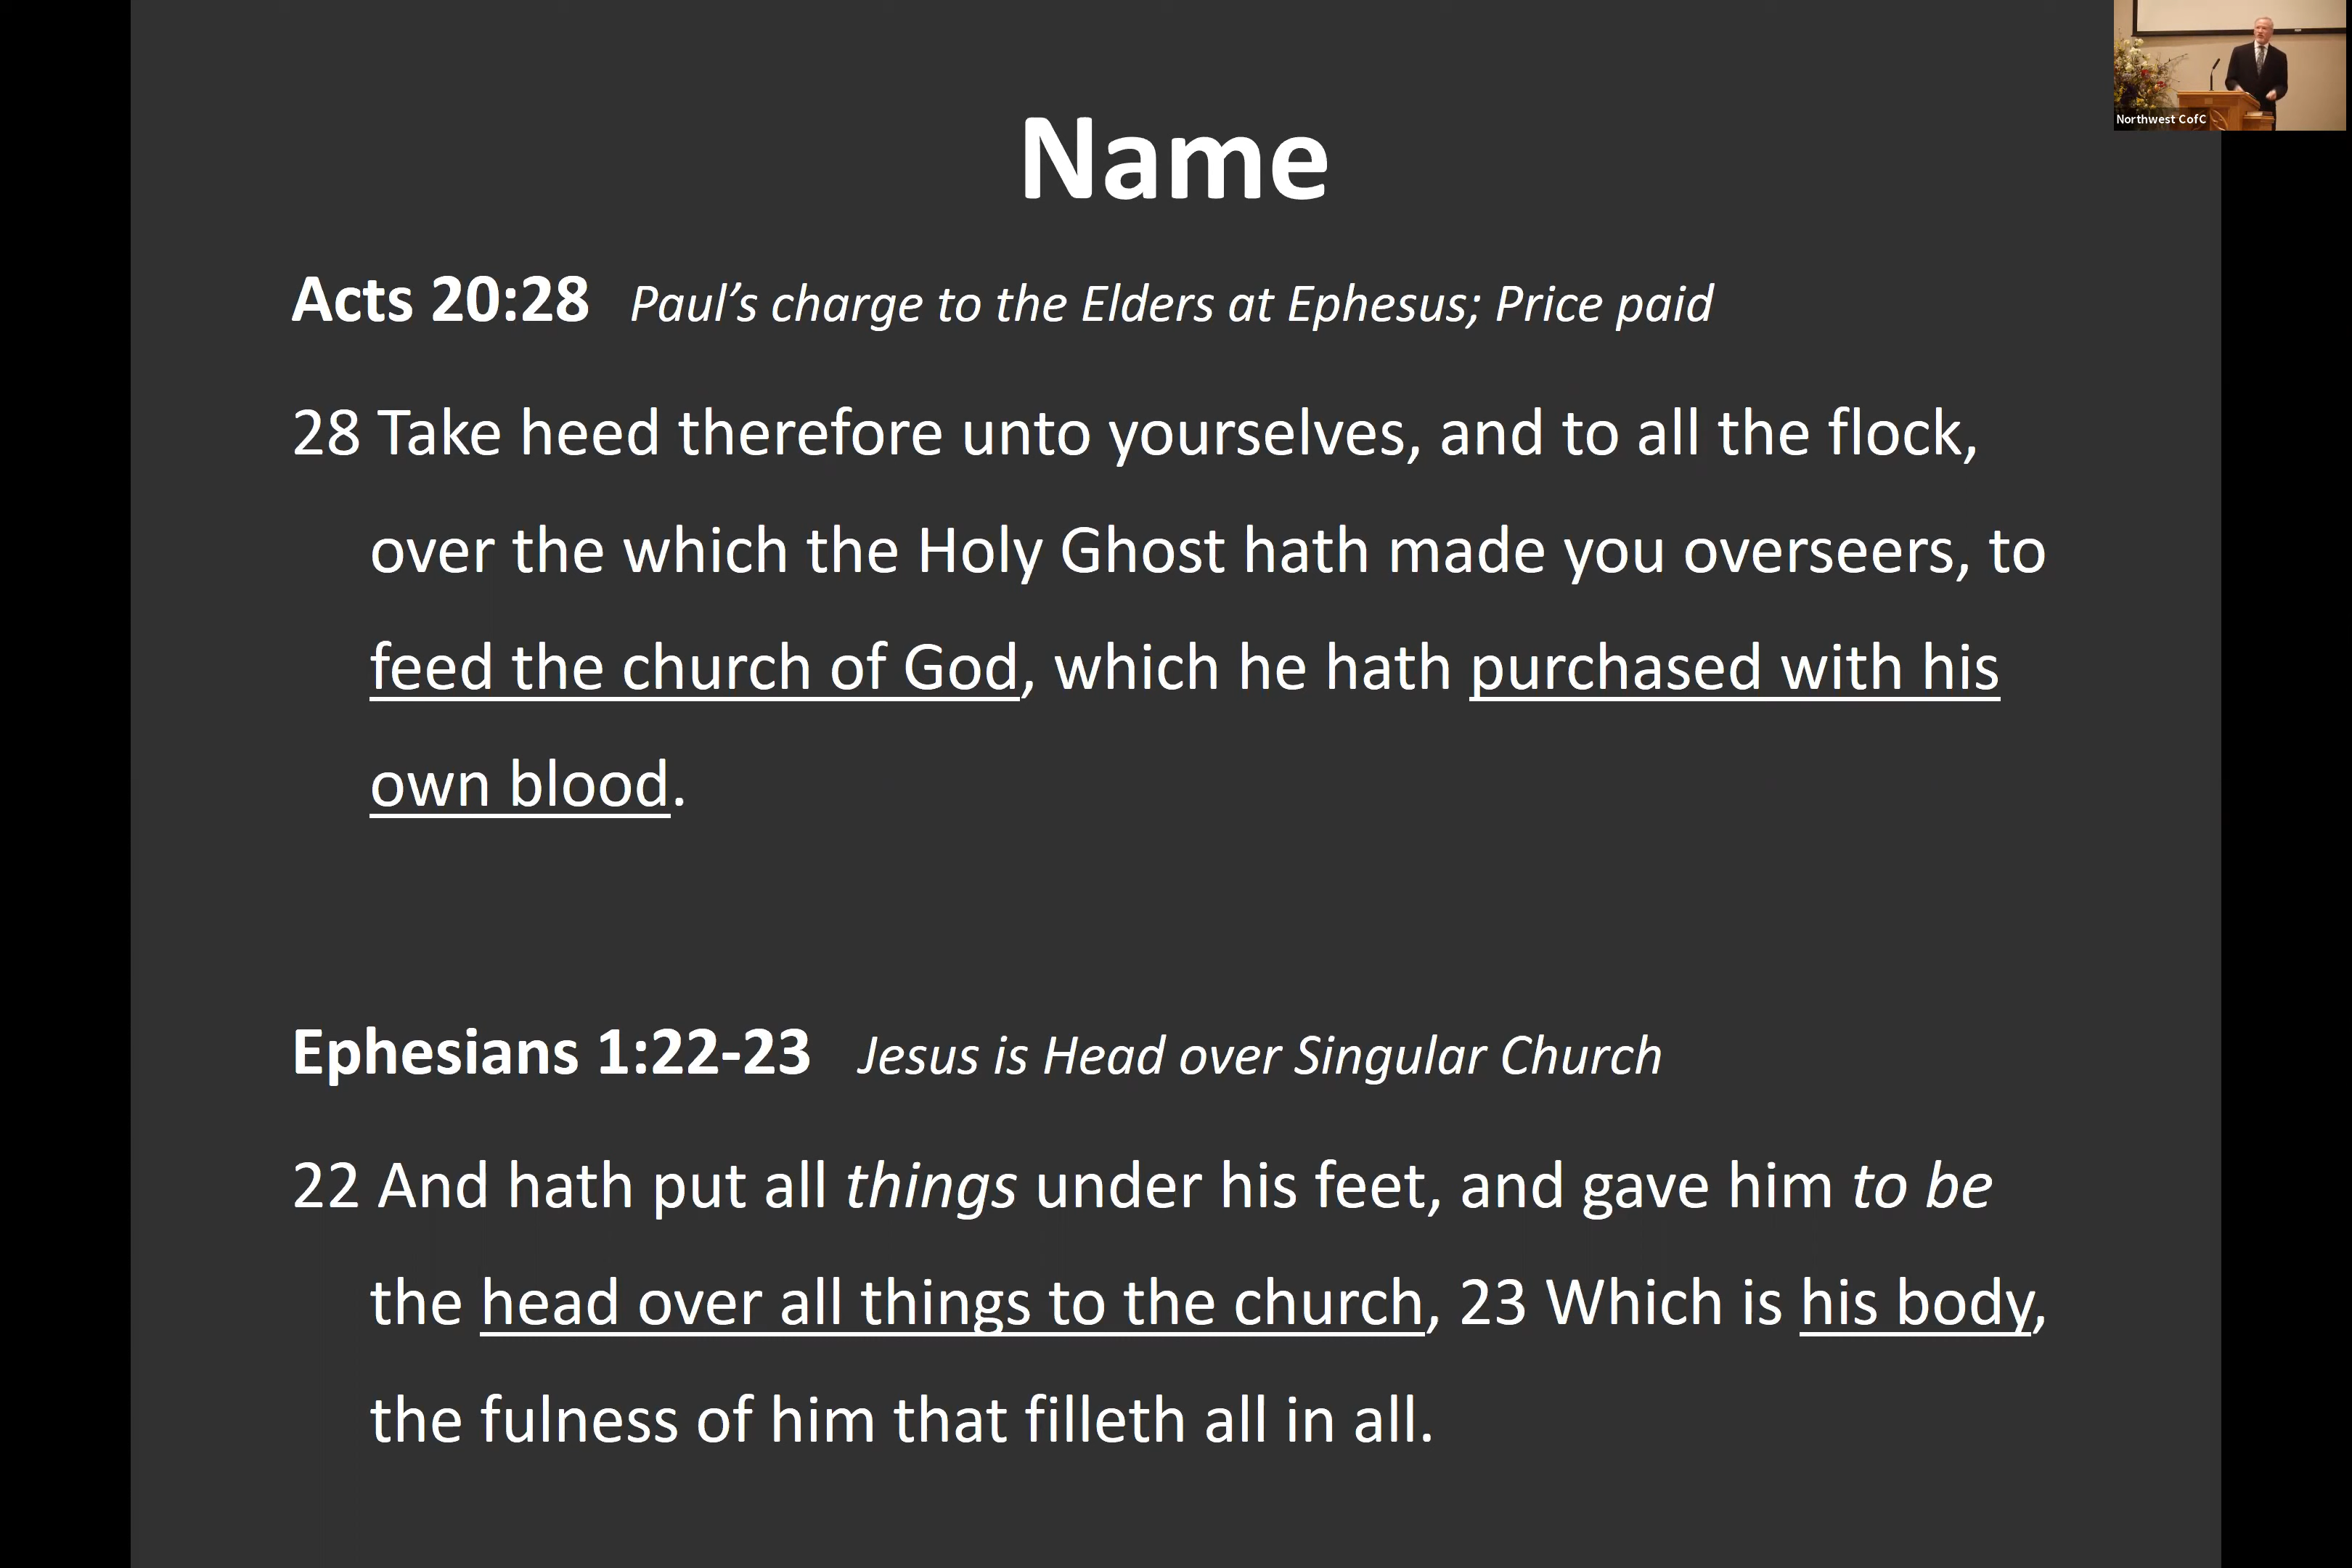 Name
Northwest CofC
Acts 20:28 Paul’s charge to the Elders at Ephesus; Price paid
28 Take heed therefore unto yourselves, and to all the flock,
over the which the Holy Ghost hath made you overseers, to
feed the church of God, which he hath purchased with his
own blood.
Ephesians 1:22-23 Jesus is Head over Singular Church
22 And hath put all things under his feet, and gave him to be
the head over all things to the church, 23 Which is his body,
the fulness of him that filleth all in all.